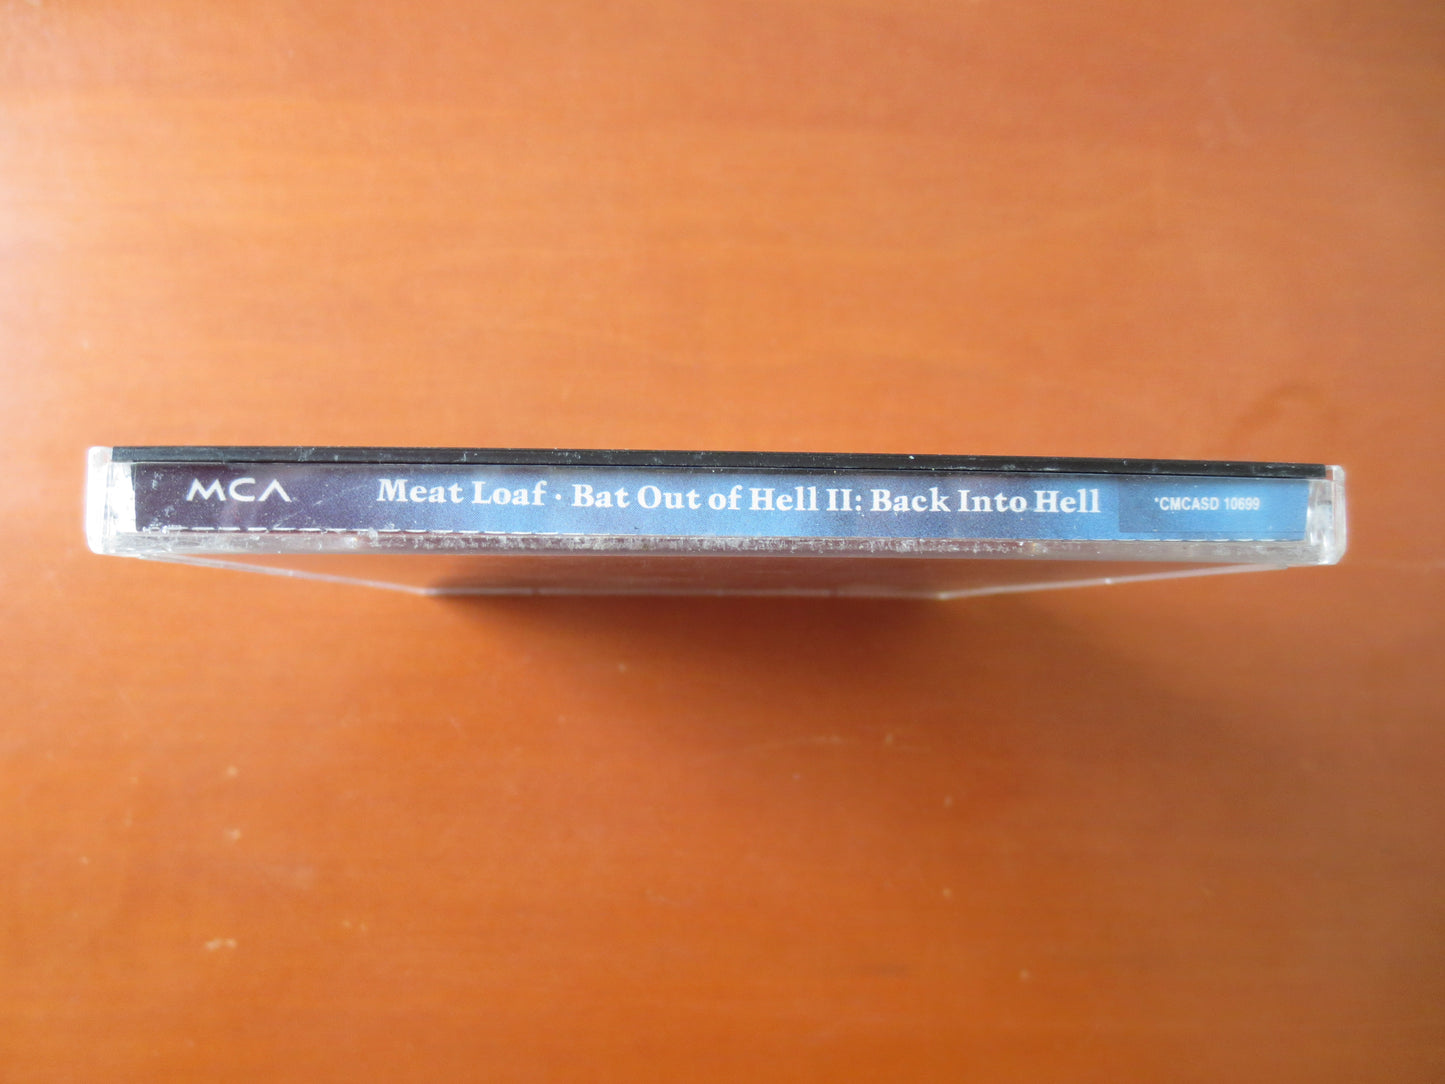 MCA Meat Loaf · Bat Out of Hell II: Back Into Hell *CMCASD 10699